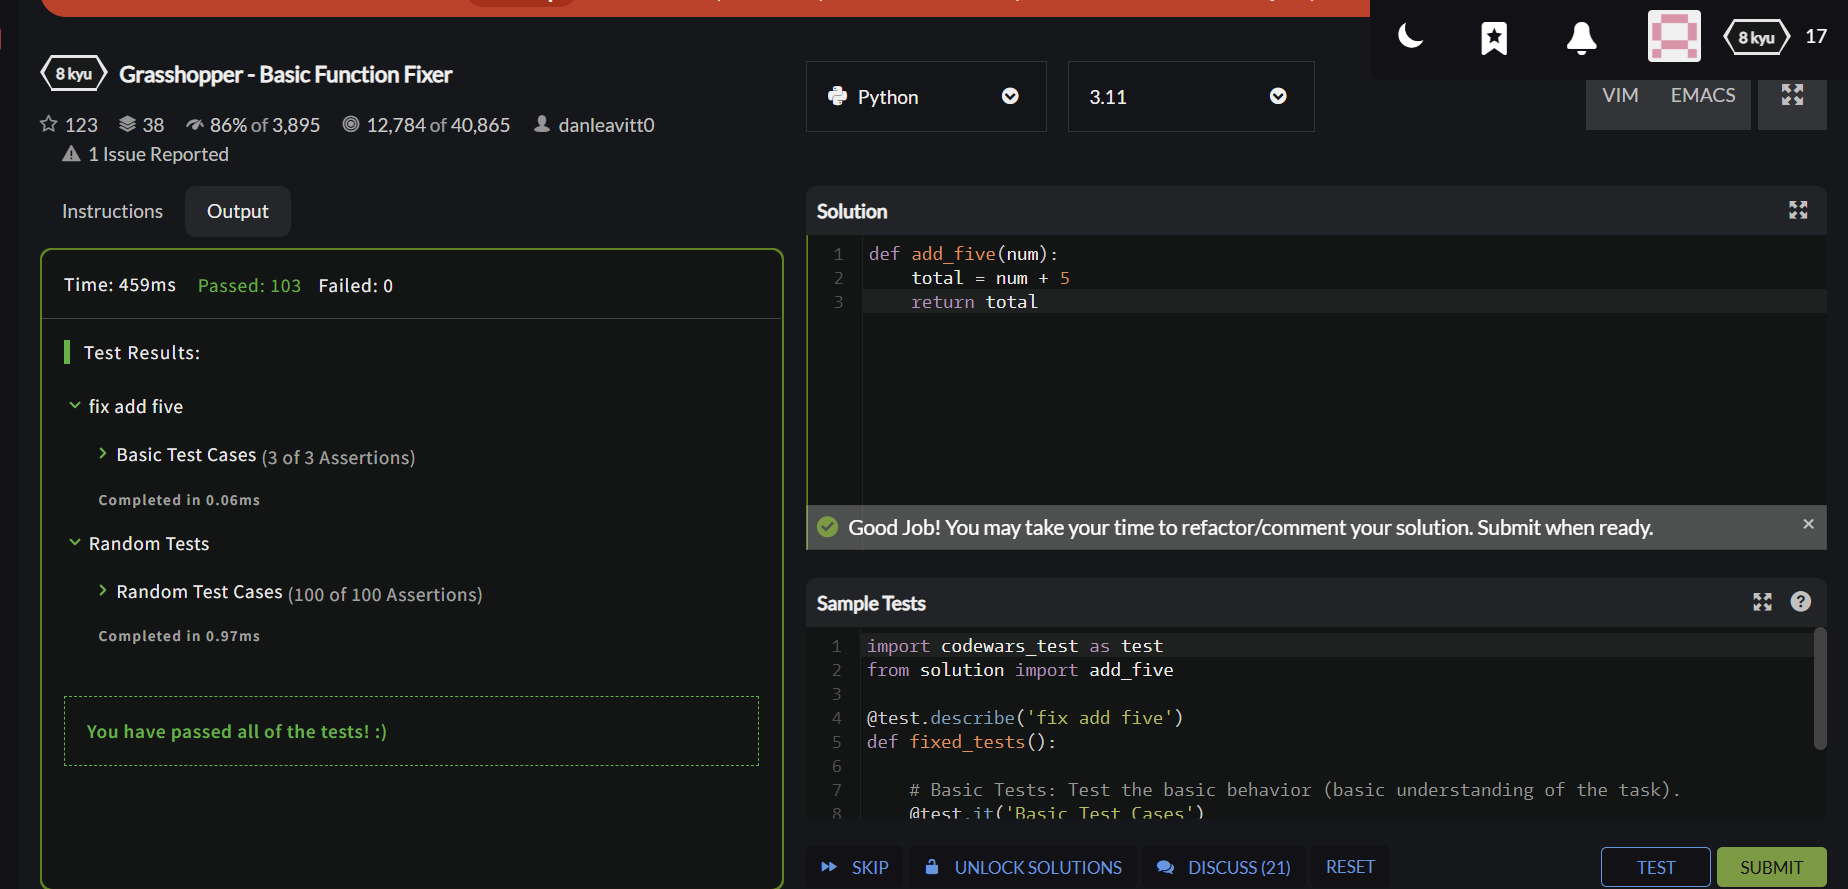 8 kyu
17
8 kyu Grasshopper - Basic Function Fixer
123 38 86% of 3,895 12,784 of 40,865 danleavitt0
1 Issue Reported
Python
3.11
VIM EMACS
Instructions Output
Time: 459ms Passed: 103 Failed: 0
Test Results:
fix add five
Basic Test Cases (3 of 3 Assertions)
Completed in 0.06ms
Random Tests
Random Test Cases (100 of 100 Assertions)
Completed in 0.97ms
You have passed all of the tests! :)
Solution
1 def add_five(num):
2     total = num + 5
3     return total
Good Job! You may take your time to refactor/comment your solution. Submit when ready.
Sample Tests
1 import codewars_test as test
2 from solution import add_five
3
4 @test.describe('fix add five')
5 def fixed_tests():
6
7     # Basic Tests: Test the basic behavior (basic understanding of the task).
8     @test.it('Basic Test Cases')
SKIP UNLOCK SOLUTIONS DISCUSS (21) RESET TEST SUBMIT